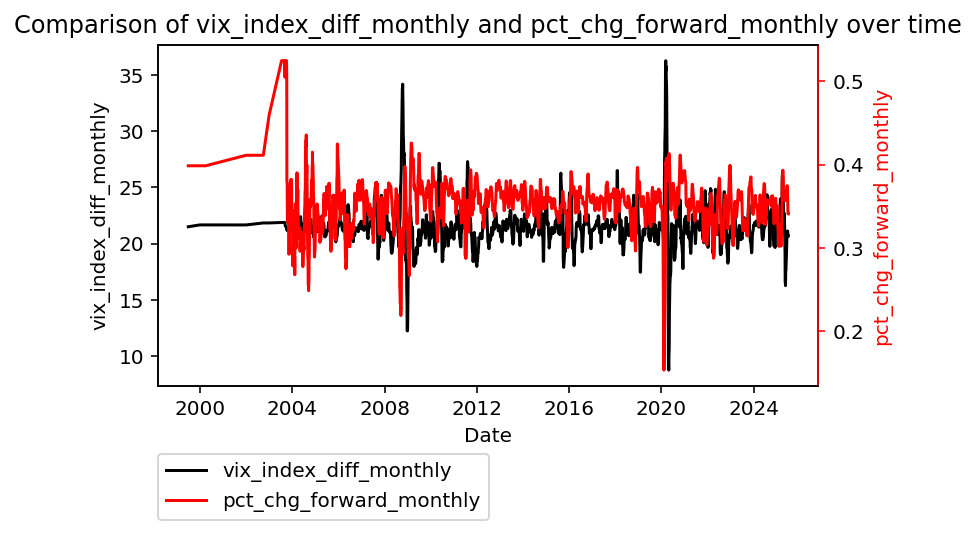 Comparison of vix_index_diff_monthly and pct_chg_forward_monthly over time
vix_index_diff_monthly
35
30
25
20
15
10
0.5
0.4
0.3
0.2
pct_chg_forward_monthly
2000 2004 2008 2012 2016 2020 2024
Date
vix_index_diff_monthly
pct_chg_forward_monthly